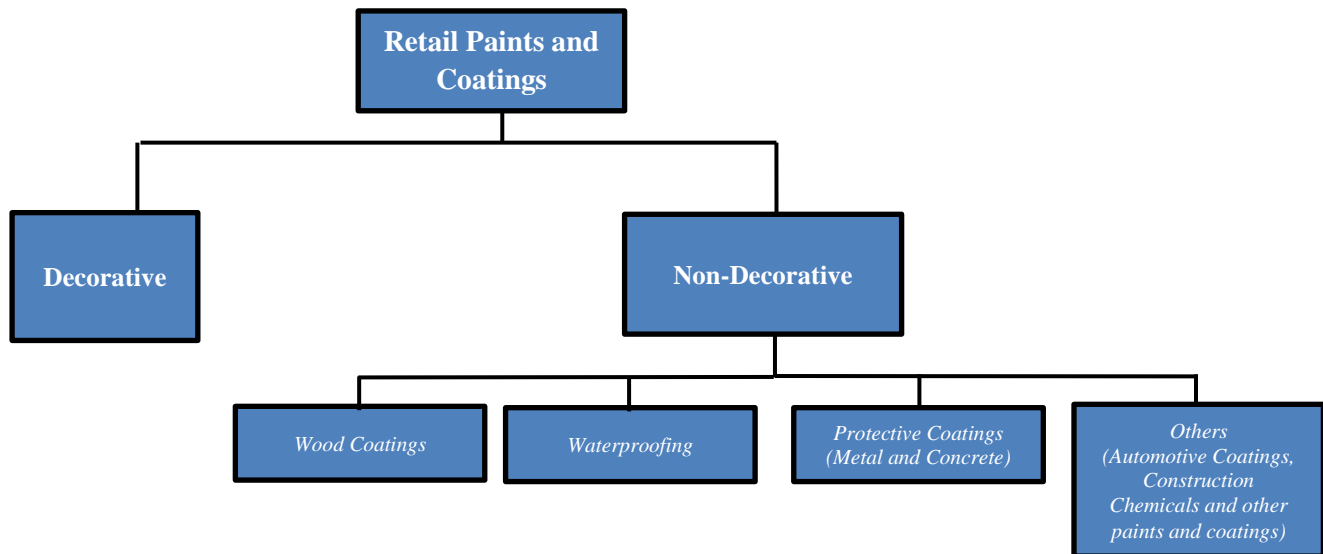 Retail Paints and
Coatings
Decorative
Non-Decorative
Wood Coatings
Waterproofing
Protective Coatings
(Metal and Concrete)
Others
(Automotive Coatings,
Construction
Chemicals and other
paints and coatings)